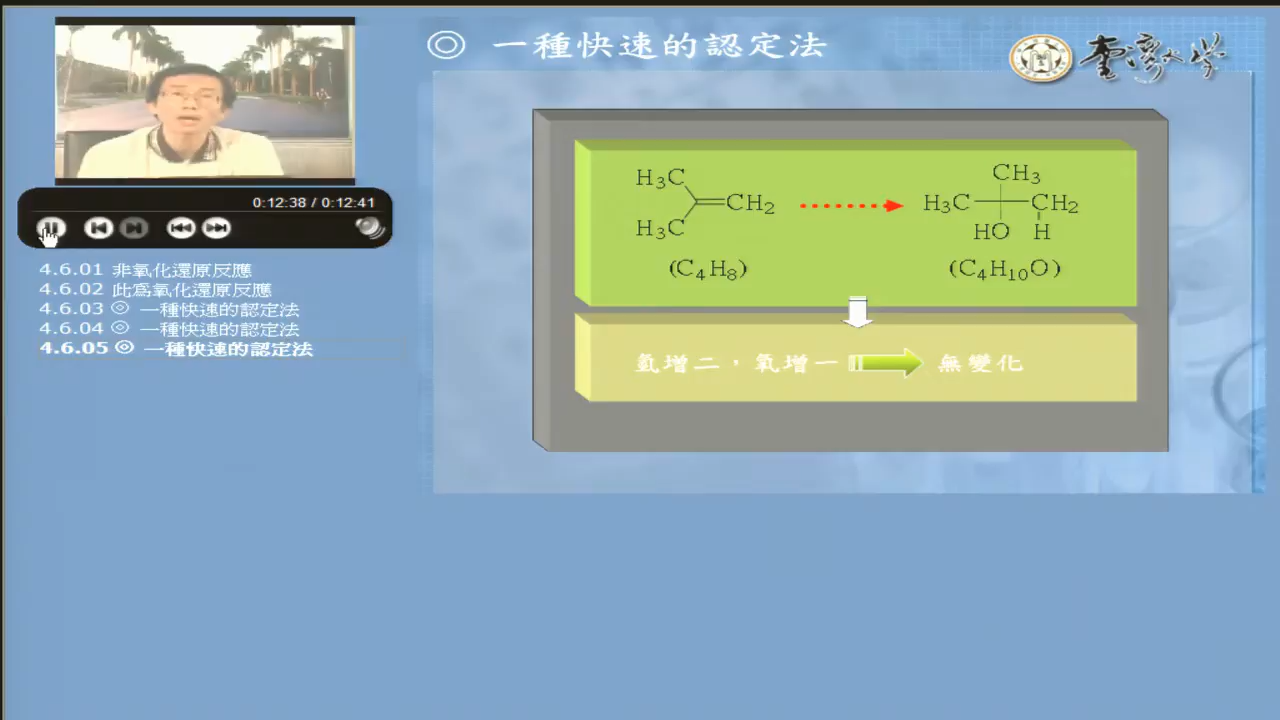 ◎ 一種快速的認定法
臺灣大學
0:12:38 / 0:12:41
4.6.01 非氧化還原反應
4.6.02 此為氧化還原反應
4.6.03 ◎ 一種快速的認定法
4.6.04 ◎ 一種快速的認定法
4.6.05 ◎ 一種快速的認定法
H₃C
CH₂
H₃C
(C₄H₈)
CH₃
H₃C
CH₂
HO H
(C₄H₁₀O)
氫增二，氧增一
無變化